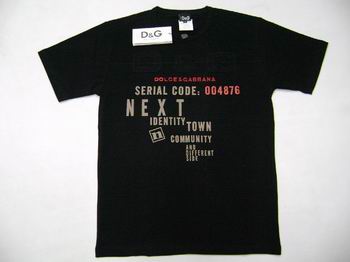 D&G
D&G
DOLCE&GABBANA
SERIAL CODE: 004876
NEXT
IDENTITY
TOWN
n
COMMUNITY
AND
DIFFERENT
SIDE